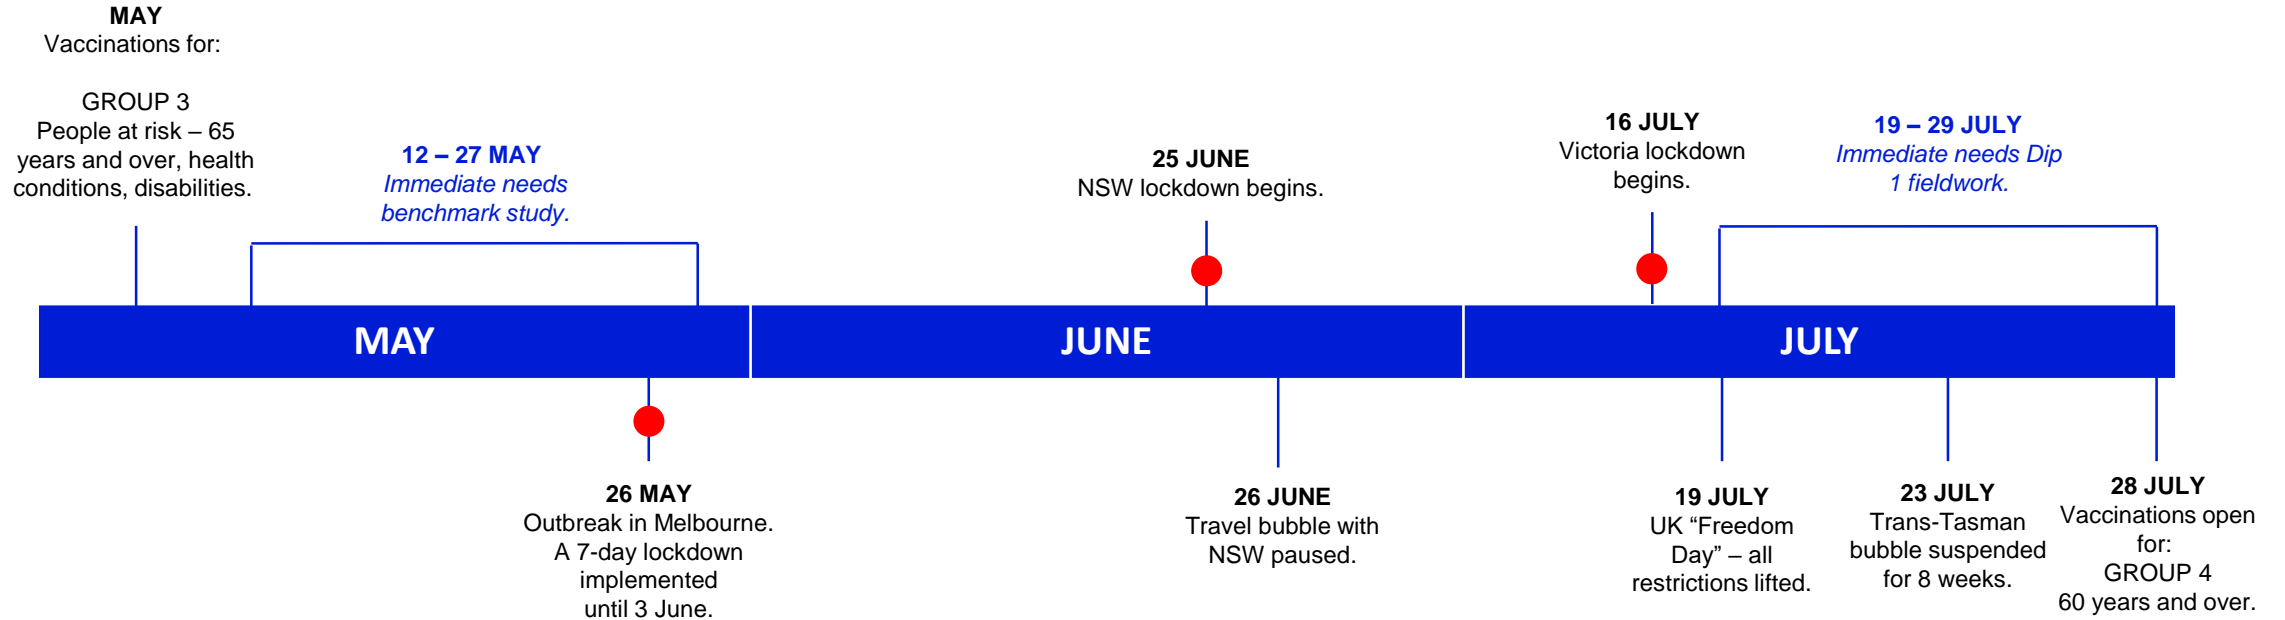 MAY
Vaccinations for:
GROUP 3
People at risk – 65
years and over, health
conditions, disabilities.
12 – 27 MAY
Immediate needs
benchmark study.
25 JUNE
NSW lockdown begins.
16 JULY
Victoria lockdown
begins.
19 – 29 JULY
Immediate needs Dip
1 fieldwork.
MAY
JUNE
JULY
26 MAY
Outbreak in Melbourne.
A 7-day lockdown
implemented
until 3 June.
26 JUNE
Travel bubble with
NSW paused.
19 JULY
UK “Freedom
Day” – all
restrictions lifted.
23 JULY
Trans-Tasman
bubble suspended
for 8 weeks.
28 JULY
Vaccinations open
for:
GROUP 4
60 years and over.